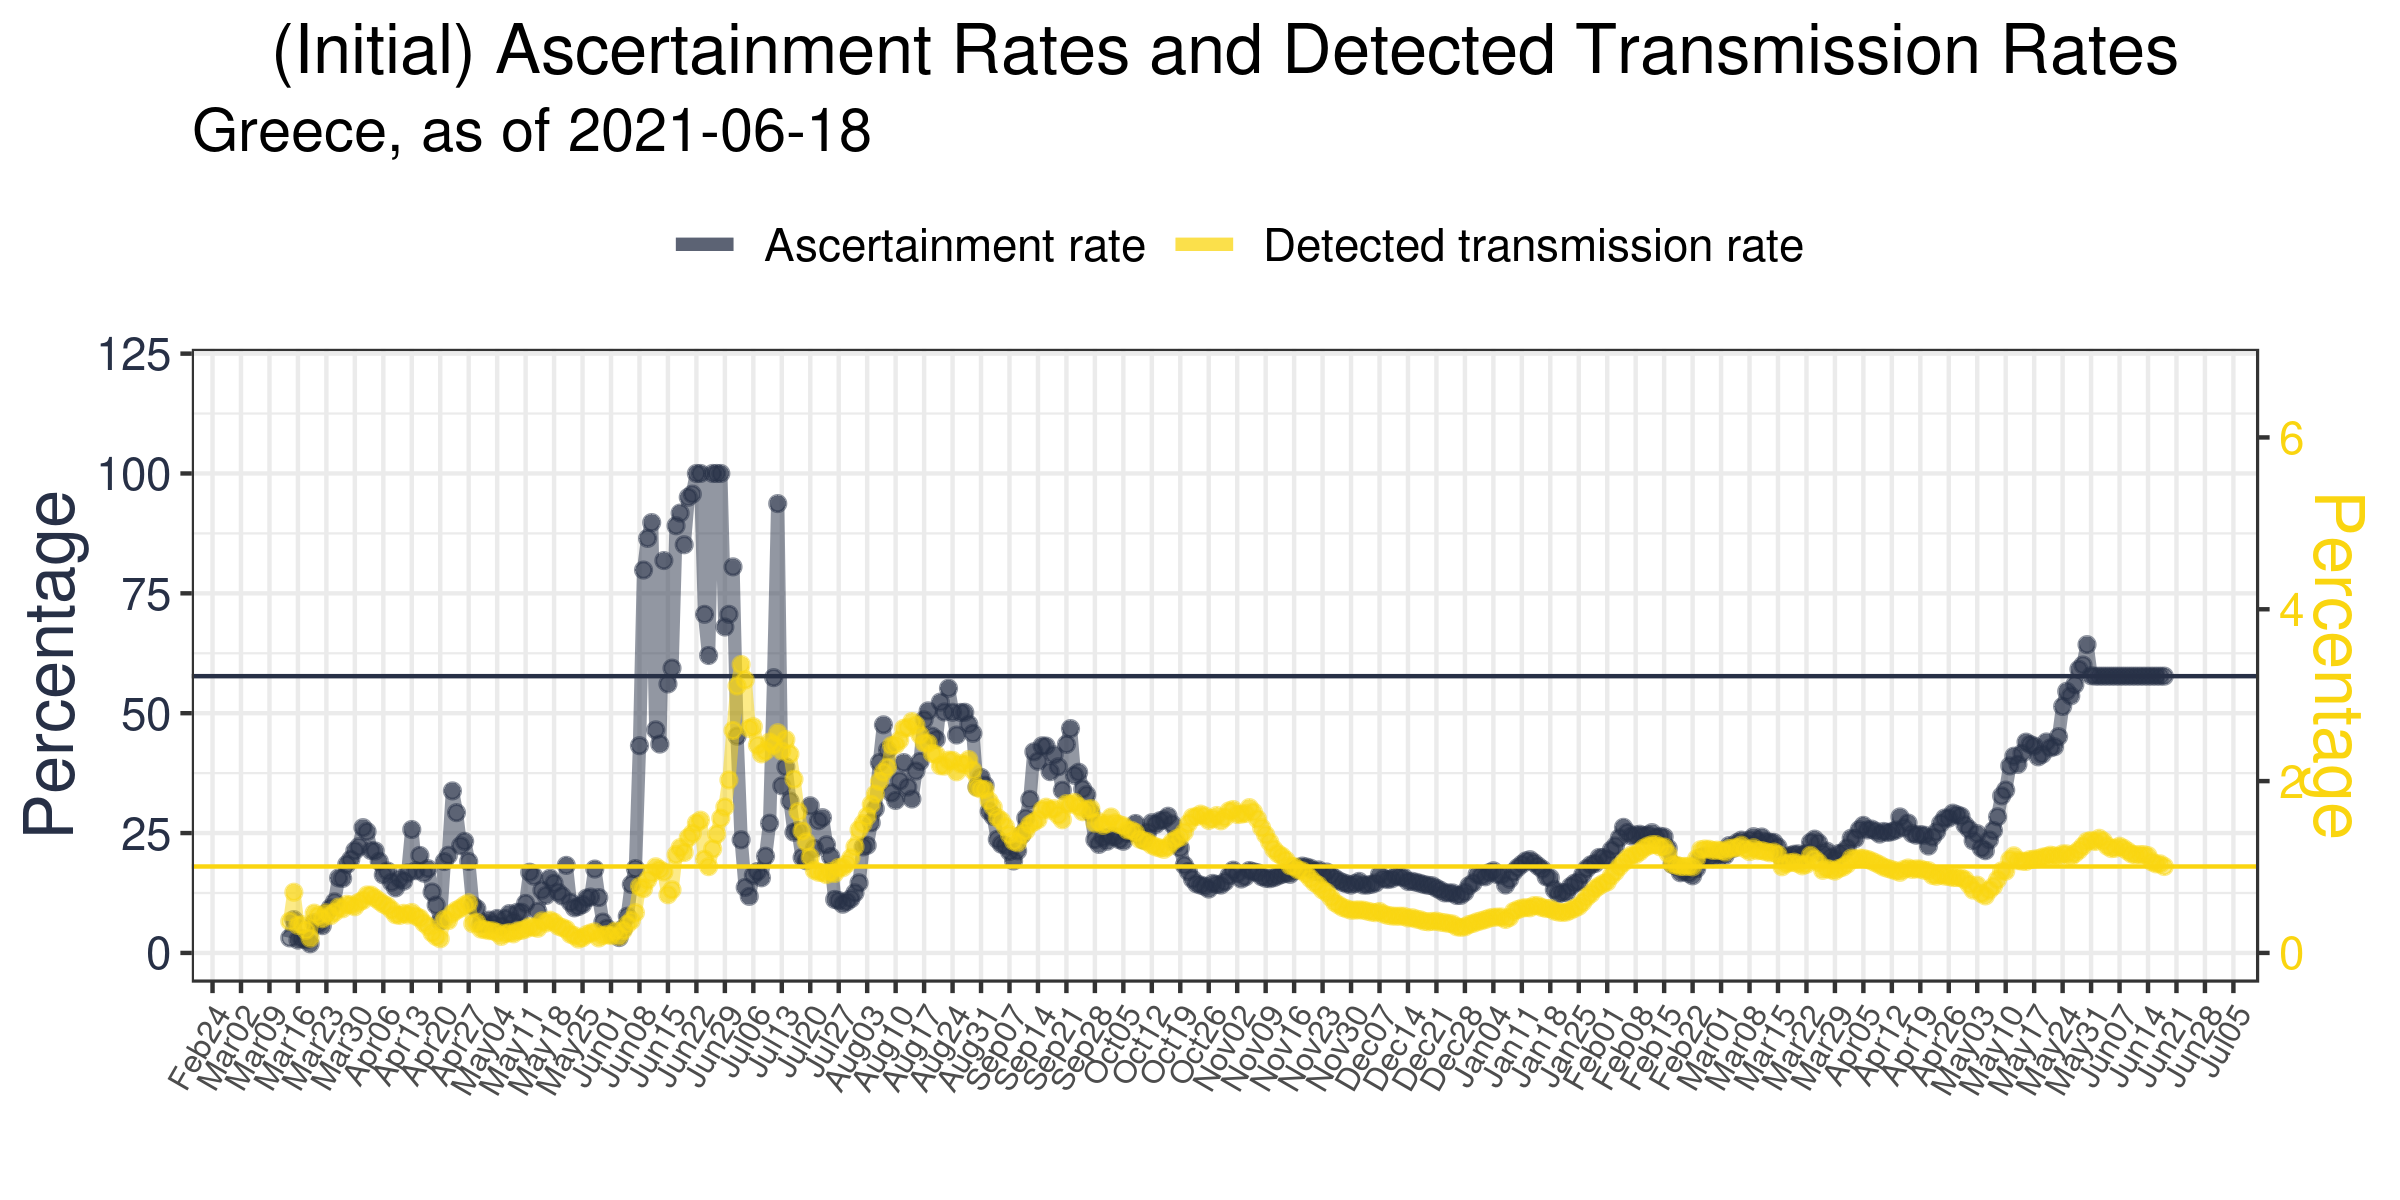 (Initial) Ascertainment Rates and Detected Transmission Rates
Greece, as of 2021-06-18
Ascertainment rate Detected transmission rate
Percentage
125
100
75
50
25
0
6
4
2
0
Percentage
Feb24 Mar02 Mar09 Mar16 Mar23 Mar30 Apr06 Apr13 Apr20 Apr27 May04 May11 May18 May25 Jun01 Jun08 Jun15 Jun22 Jun29 Jul06 Jul13 Jul20 Jul27 Aug03 Aug10 Aug17 Aug24 Aug31 Sep07 Sep14 Sep21 Sep28 Oct05 Oct12 Oct19 Oct26 Nov02 Nov09 Nov16 Nov23 Nov30 Dec07 Dec14 Dec21 Dec28 Jan04 Jan11 Jan18 Jan25 Feb01 Feb08 Feb15 Feb22 Mar01 Mar08 Mar15 Mar22 Mar29 Apr05 Apr12 Apr19 Apr26 May03 May10 May17 May24 May31 Jun07 Jun14 Jun21 Jun28 Jul05